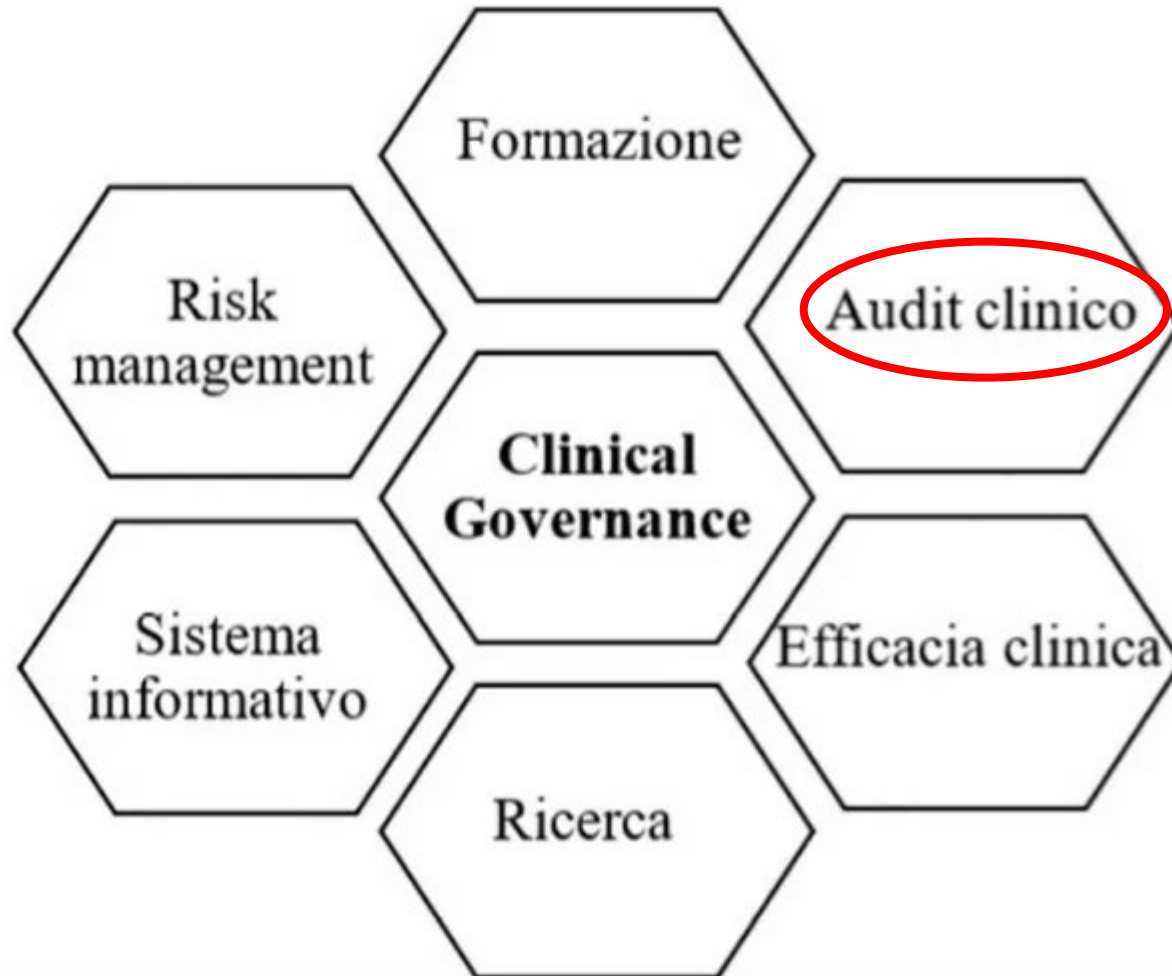 Formazione
Risk
management
Audit clinico
Clinical
Governance
Sistema
informativo
Efficacia clinica
Ricerca